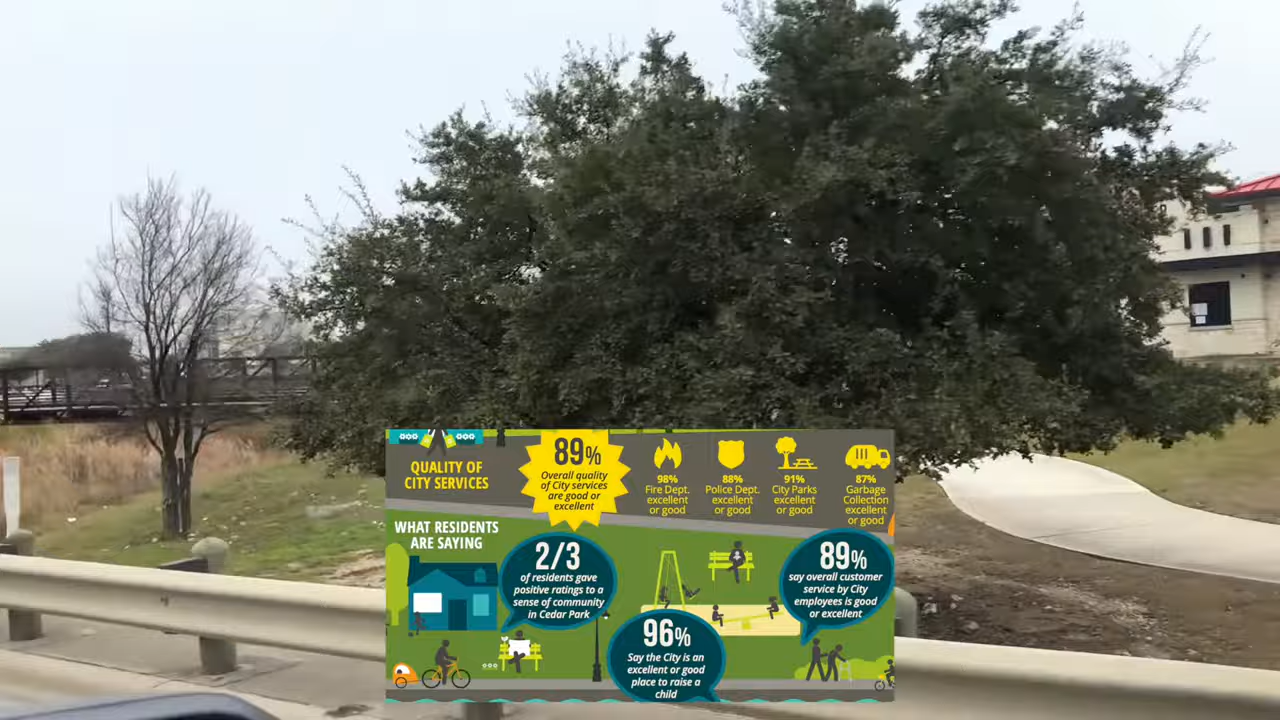 QUALITY OF
CITY SERVICES
89%
Overall quality
of City services
are good or
excellent
98%
Fire Dept.
excellent
or good
88%
Police Dept.
excellent
or good
91%
City Parks
excellent
or good
87%
Garbage
Collection
excellent
or good
WHAT RESIDENTS
ARE SAYING
2/3
of residents gave
positive ratings to a
sense of community
in Cedar Park
89%
say overall customer
service by City
employees is good
or excellent
96%
Say the City is an
excellent or good
place to raise a
child